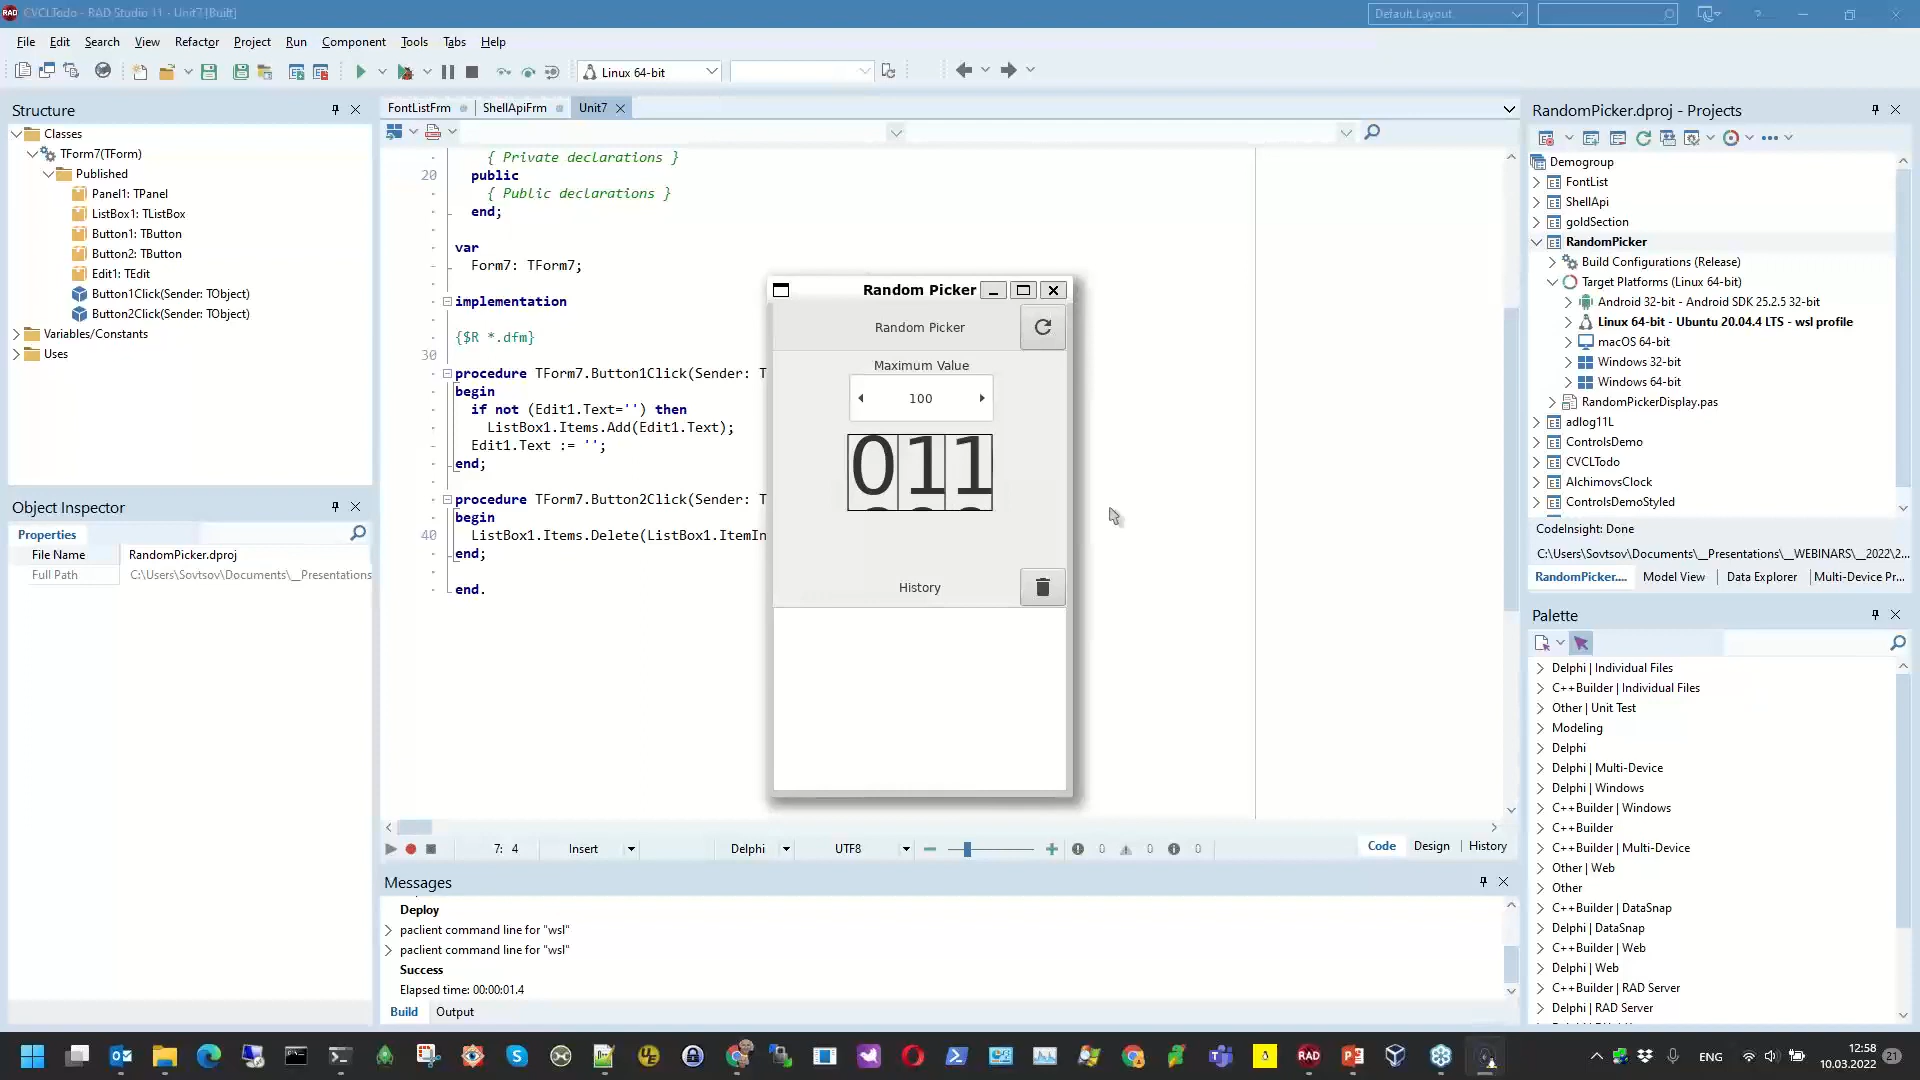 CVCLTodo - RAD Studio 11 - Unit7 [Built]
Default Layout
File Edit Search View Refactor Project Run Component Tools Tabs Help
Linux 64-bit
Structure
Classes
TForm7(TForm)
Published
Panel1: TPanel
ListBox1: TListBox
Button1: TButton
Button2: TButton
Edit1: TEdit
Button1Click(Sender: TObject)
Button2Click(Sender: TObject)
Variables/Constants
Uses
Object Inspector
Properties
File Name RandomPicker.dproj
Full Path C:\Users\Sovtsov\Documents\__Presentations
FontListFrm ShellApiFrm Unit7
{ Private declarations }
20 public
{ Public declarations }
end;
var
Form7: TForm7;
implementation
{$R *.dfm}
30
procedure TForm7.Button1Click(Sender: T
begin
if not (Edit1.Text='') then
ListBox1.Items.Add(Edit1.Text);
Edit1.Text := '';
end;
procedure TForm7.Button2Click(Sender: T
begin
40 ListBox1.Items.Delete(ListBox1.ItemIn
end;
end.
Random Picker
Random Picker
Maximum Value
100
011
History
7: 4 Insert Delphi UTF8 0 0 0 Code Design History
Messages
Deploy
paclient command line for "wsl"
paclient command line for "wsl"
Success
Elapsed time: 00:00:01.4
Build Output
RandomPicker.dproj - Projects
Demogroup
FontList
ShellApi
goldSection
RandomPicker
Build Configurations (Release)
Target Platforms (Linux 64-bit)
Android 32-bit - Android SDK 25.2.5 32-bit
Linux 64-bit - Ubuntu 20.04.4 LTS - wsl profile
macOS 64-bit
Windows 32-bit
Windows 64-bit
RandomPickerDisplay.pas
adlog11L
ControlsDemo
CVCLTodo
AlchimovsClock
ControlsDemoStyled
CodeInsight: Done
C:\Users\Sovtsov\Documents\__Presentations\__WEBINARS\__2022\2...
RandomPicker.... Model View Data Explorer Multi-Device Pr...
Palette
Delphi | Individual Files
C++Builder | Individual Files
Other | Unit Test
Modeling
Delphi
Delphi | Multi-Device
Delphi | Windows
C++Builder | Windows
C++Builder
C++Builder | Multi-Device
Other | Web
Other
C++Builder | DataSnap
Delphi | DataSnap
C++Builder | Web
Delphi | Web
C++Builder | RAD Server
Delphi | RAD Server
ENG
12:58
10.03.2022
21